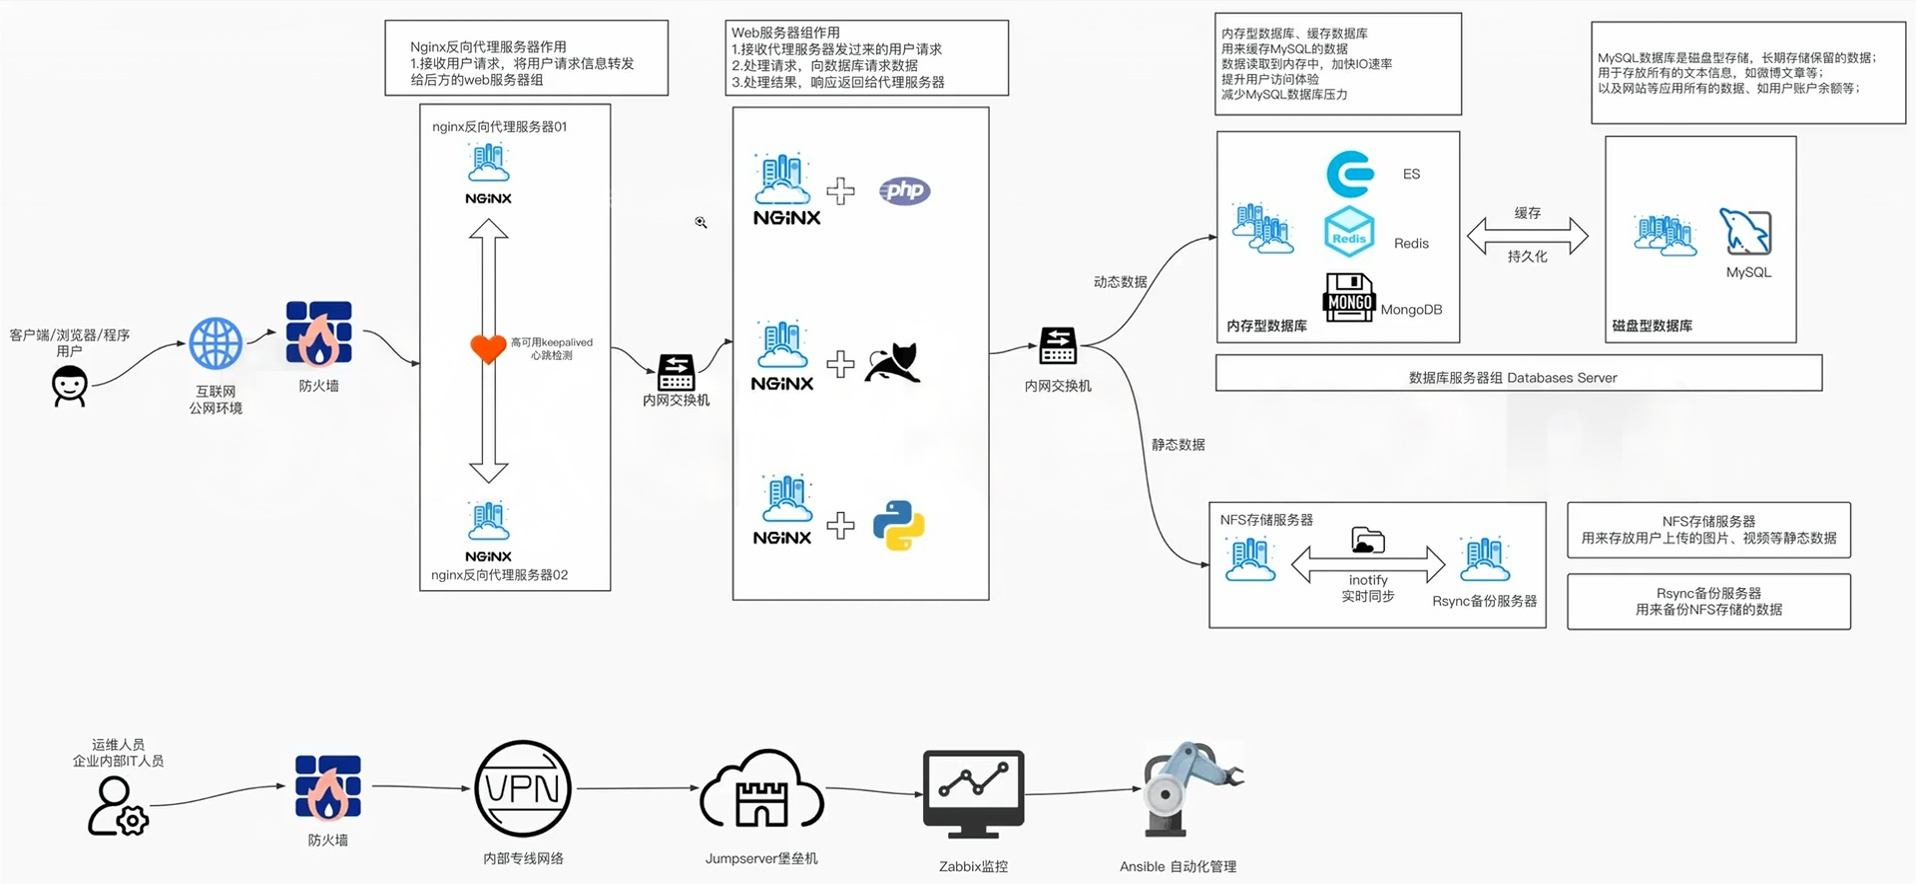 Nginx反向代理服务器作用
1.接收用户请求，将用户请求信息转发
给后方的web服务器组
Web服务器组作用
1.接收代理服务器发过来的用户请求
2.处理请求，向数据库请求数据
3.处理结果，响应返回给代理服务器
内存型数据库、缓存数据库
用来缓存MySQL的数据
数据读取到内存中，加快IO速率
提升用户访问体验
减少MySQL数据库压力
MySQL数据库是磁盘型存储，长期存储保留的数据；
用于存放所有的文本信息，如微博文章等；
以及网站等应用所有的数据、如用户账户余额等；
客户端/浏览器/程序
用户
互联网
公网环境
防火墙
nginx反向代理服务器01
NGiNX
高可用keepalived
心跳检测
NGiNX
nginx反向代理服务器02
内网交换机
NGiNX
php
NGiNX
NGiNX
内网交换机
动态数据
静态数据
ES
Redis
Redis
MONGO
MongoDB
内存型数据库
缓存
持久化
MySQL
磁盘型数据库
数据库服务器组 Databases Server
NFS存储服务器
inotify
实时同步
Rsync备份服务器
NFS存储服务器
用来存放用户上传的图片、视频等静态数据
Rsync备份服务器
用来备份NFS存储的数据
运维人员
企业内部IT人员
防火墙
VPN
内部专线网络
Jumpserver堡垒机
Zabbix监控
Ansible 自动化管理